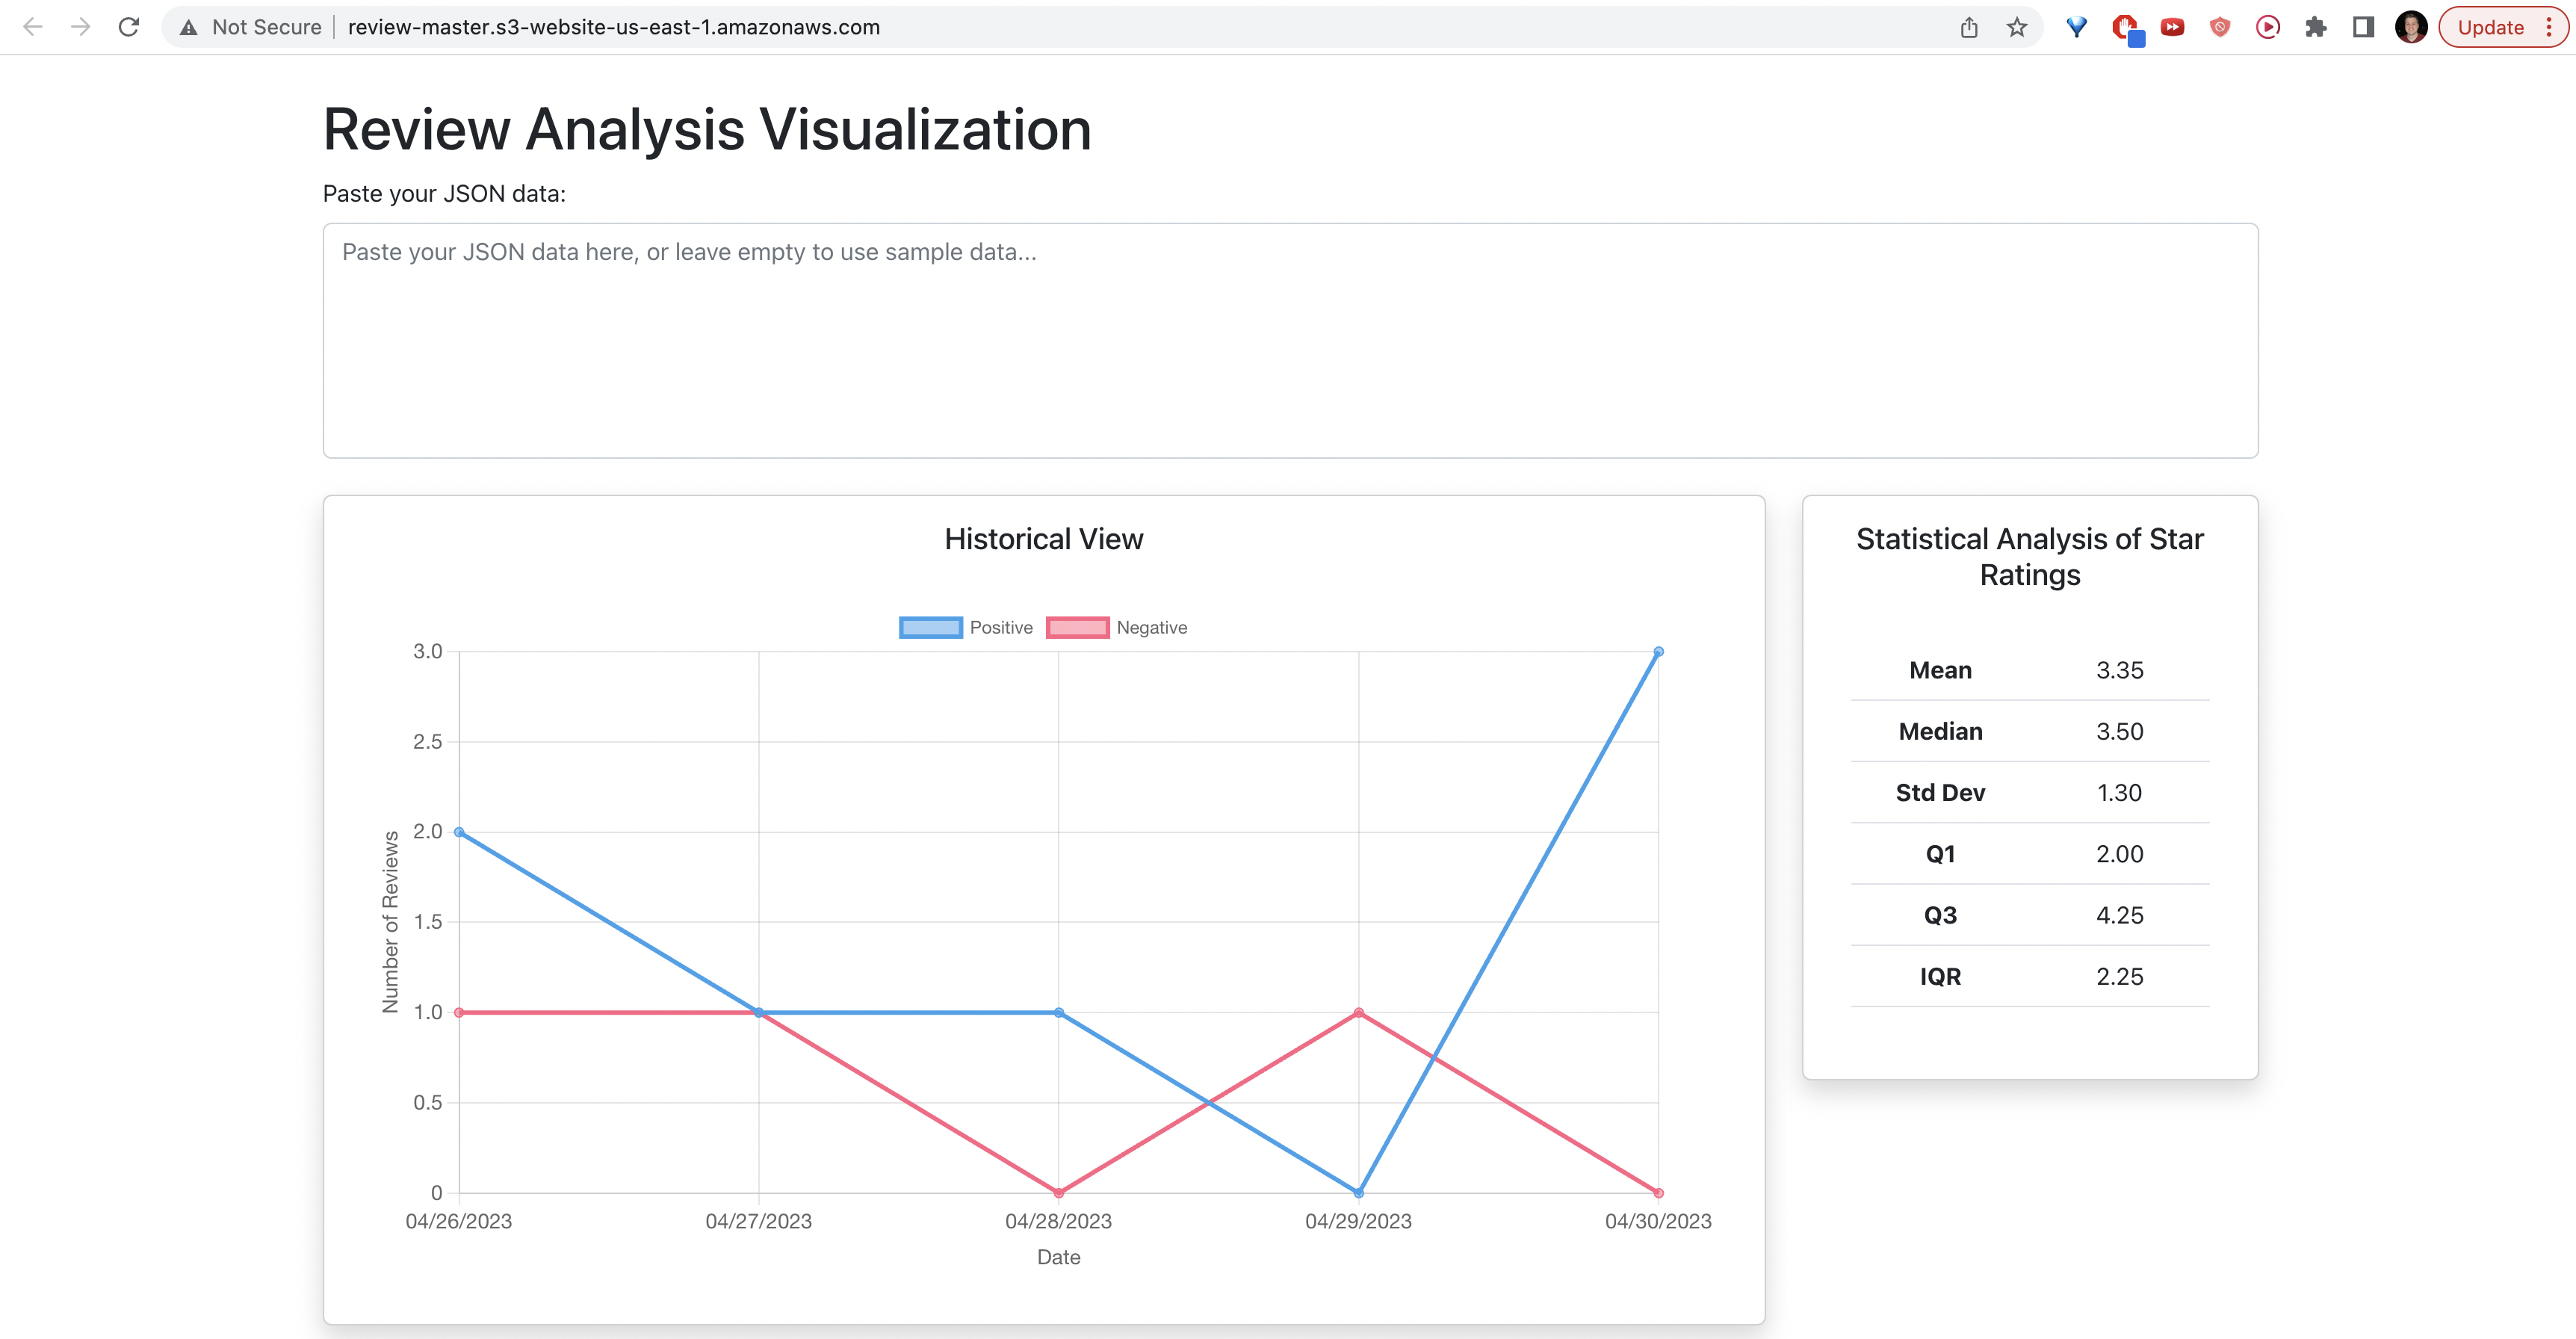 Not Secure review-master.s3-website-us-east-1.amazonaws.com Update
Review Analysis Visualization
Paste your JSON data:
Paste your JSON data here, or leave empty to use sample data...
Historical View
Positive Negative
3.0
2.5
2.0
1.5
1.0
0.5
0
Number of Reviews
04/26/2023 04/27/2023 04/28/2023 04/29/2023 04/30/2023
Date
Statistical Analysis of Star
Ratings
Mean 3.35
Median 3.50
Std Dev 1.30
Q1 2.00
Q3 4.25
IQR 2.25